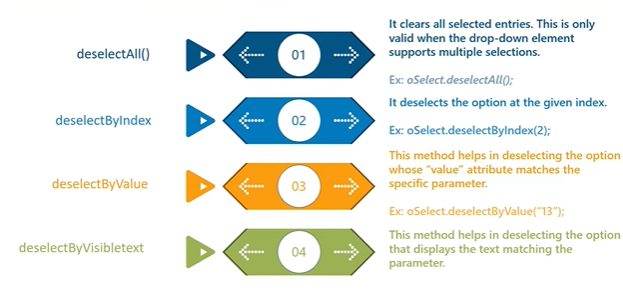 deselectAll()
01
It clears all selected entries. This is only
valid when the drop-down element
supports multiple selections.
Ex: oSelect.deselectAll();
deselectByIndex
02
It deselects the option at the given index.
Ex: oSelect.deselectByIndex(2);
deselectByValue
03
This method helps in deselecting the option
whose "value" attribute matches the
specific parameter.
Ex: oSelect.deselectByValue("13");
deselectByVisibletext
04
This method helps in deselecting the option
that displays the text matching the
parameter.